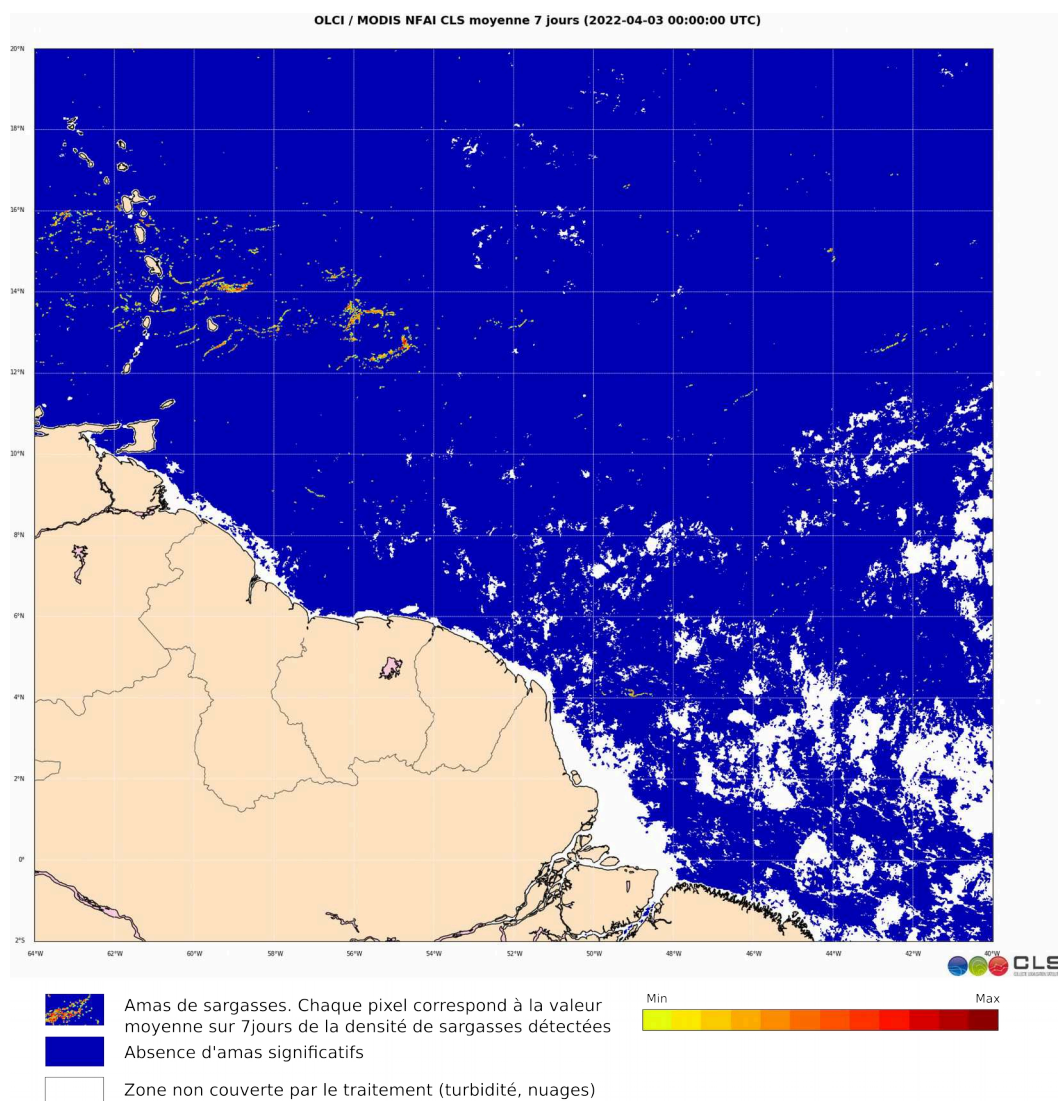 OLCI / MODIS NFAI CLS moyenne 7 jours (2022-04-03 00:00:00 UTC)
20°N
18°N
16°N
14°N
12°N
10°N
8°N
6°N
4°N
2°N
0°
2°S
64°W 62°W 60°W 58°W 56°W 54°W 52°W 50°W 48°W 46°W 44°W 42°W 40°W
CLS
Amas de sargasses. Chaque pixel correspond à la valeur
moyenne sur 7jours de la densité de sargasses détectées
Min Max
Absence d'amas significatifs
Zone non couverte par le traitement (turbidité, nuages)